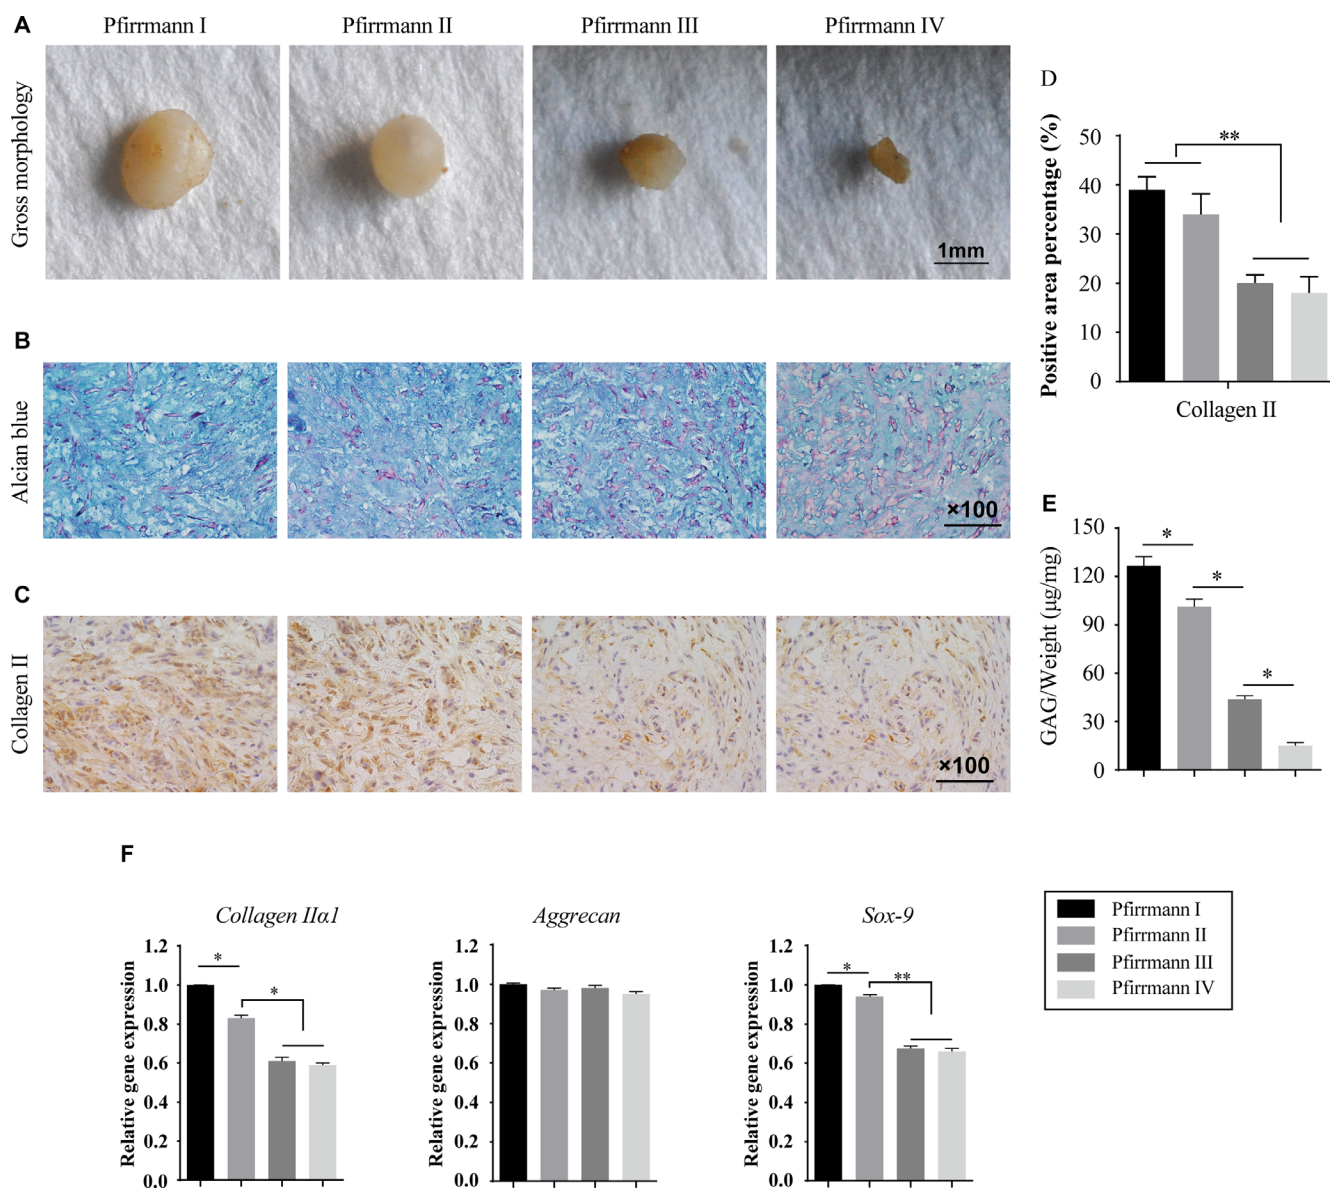 A
Pfirrmann I
Pfirrmann II
Pfirrmann III
Pfirrmann IV
Gross morphology
1mm
B
Alcian blue
×100
C
Collagen II
×100
D
Positive area percentage (%)
50
40
30
20
10
0
**
Collagen II
E
GAG/Weight (µg/mg)
150
120
90
60
30
0
*
*
*
F
Collagen IIα1
Relative gene expression
1.2
1.0
0.8
0.6
0.4
0.2
0.0
*
*
Aggrecan
Relative gene expression
1.2
1.0
0.8
0.6
0.4
0.2
0.0
Sox-9
Relative gene expression
1.2
1.0
0.8
0.6
0.4
0.2
0.0
*
**
Pfirrmann I
Pfirrmann II
Pfirrmann III
Pfirrmann IV